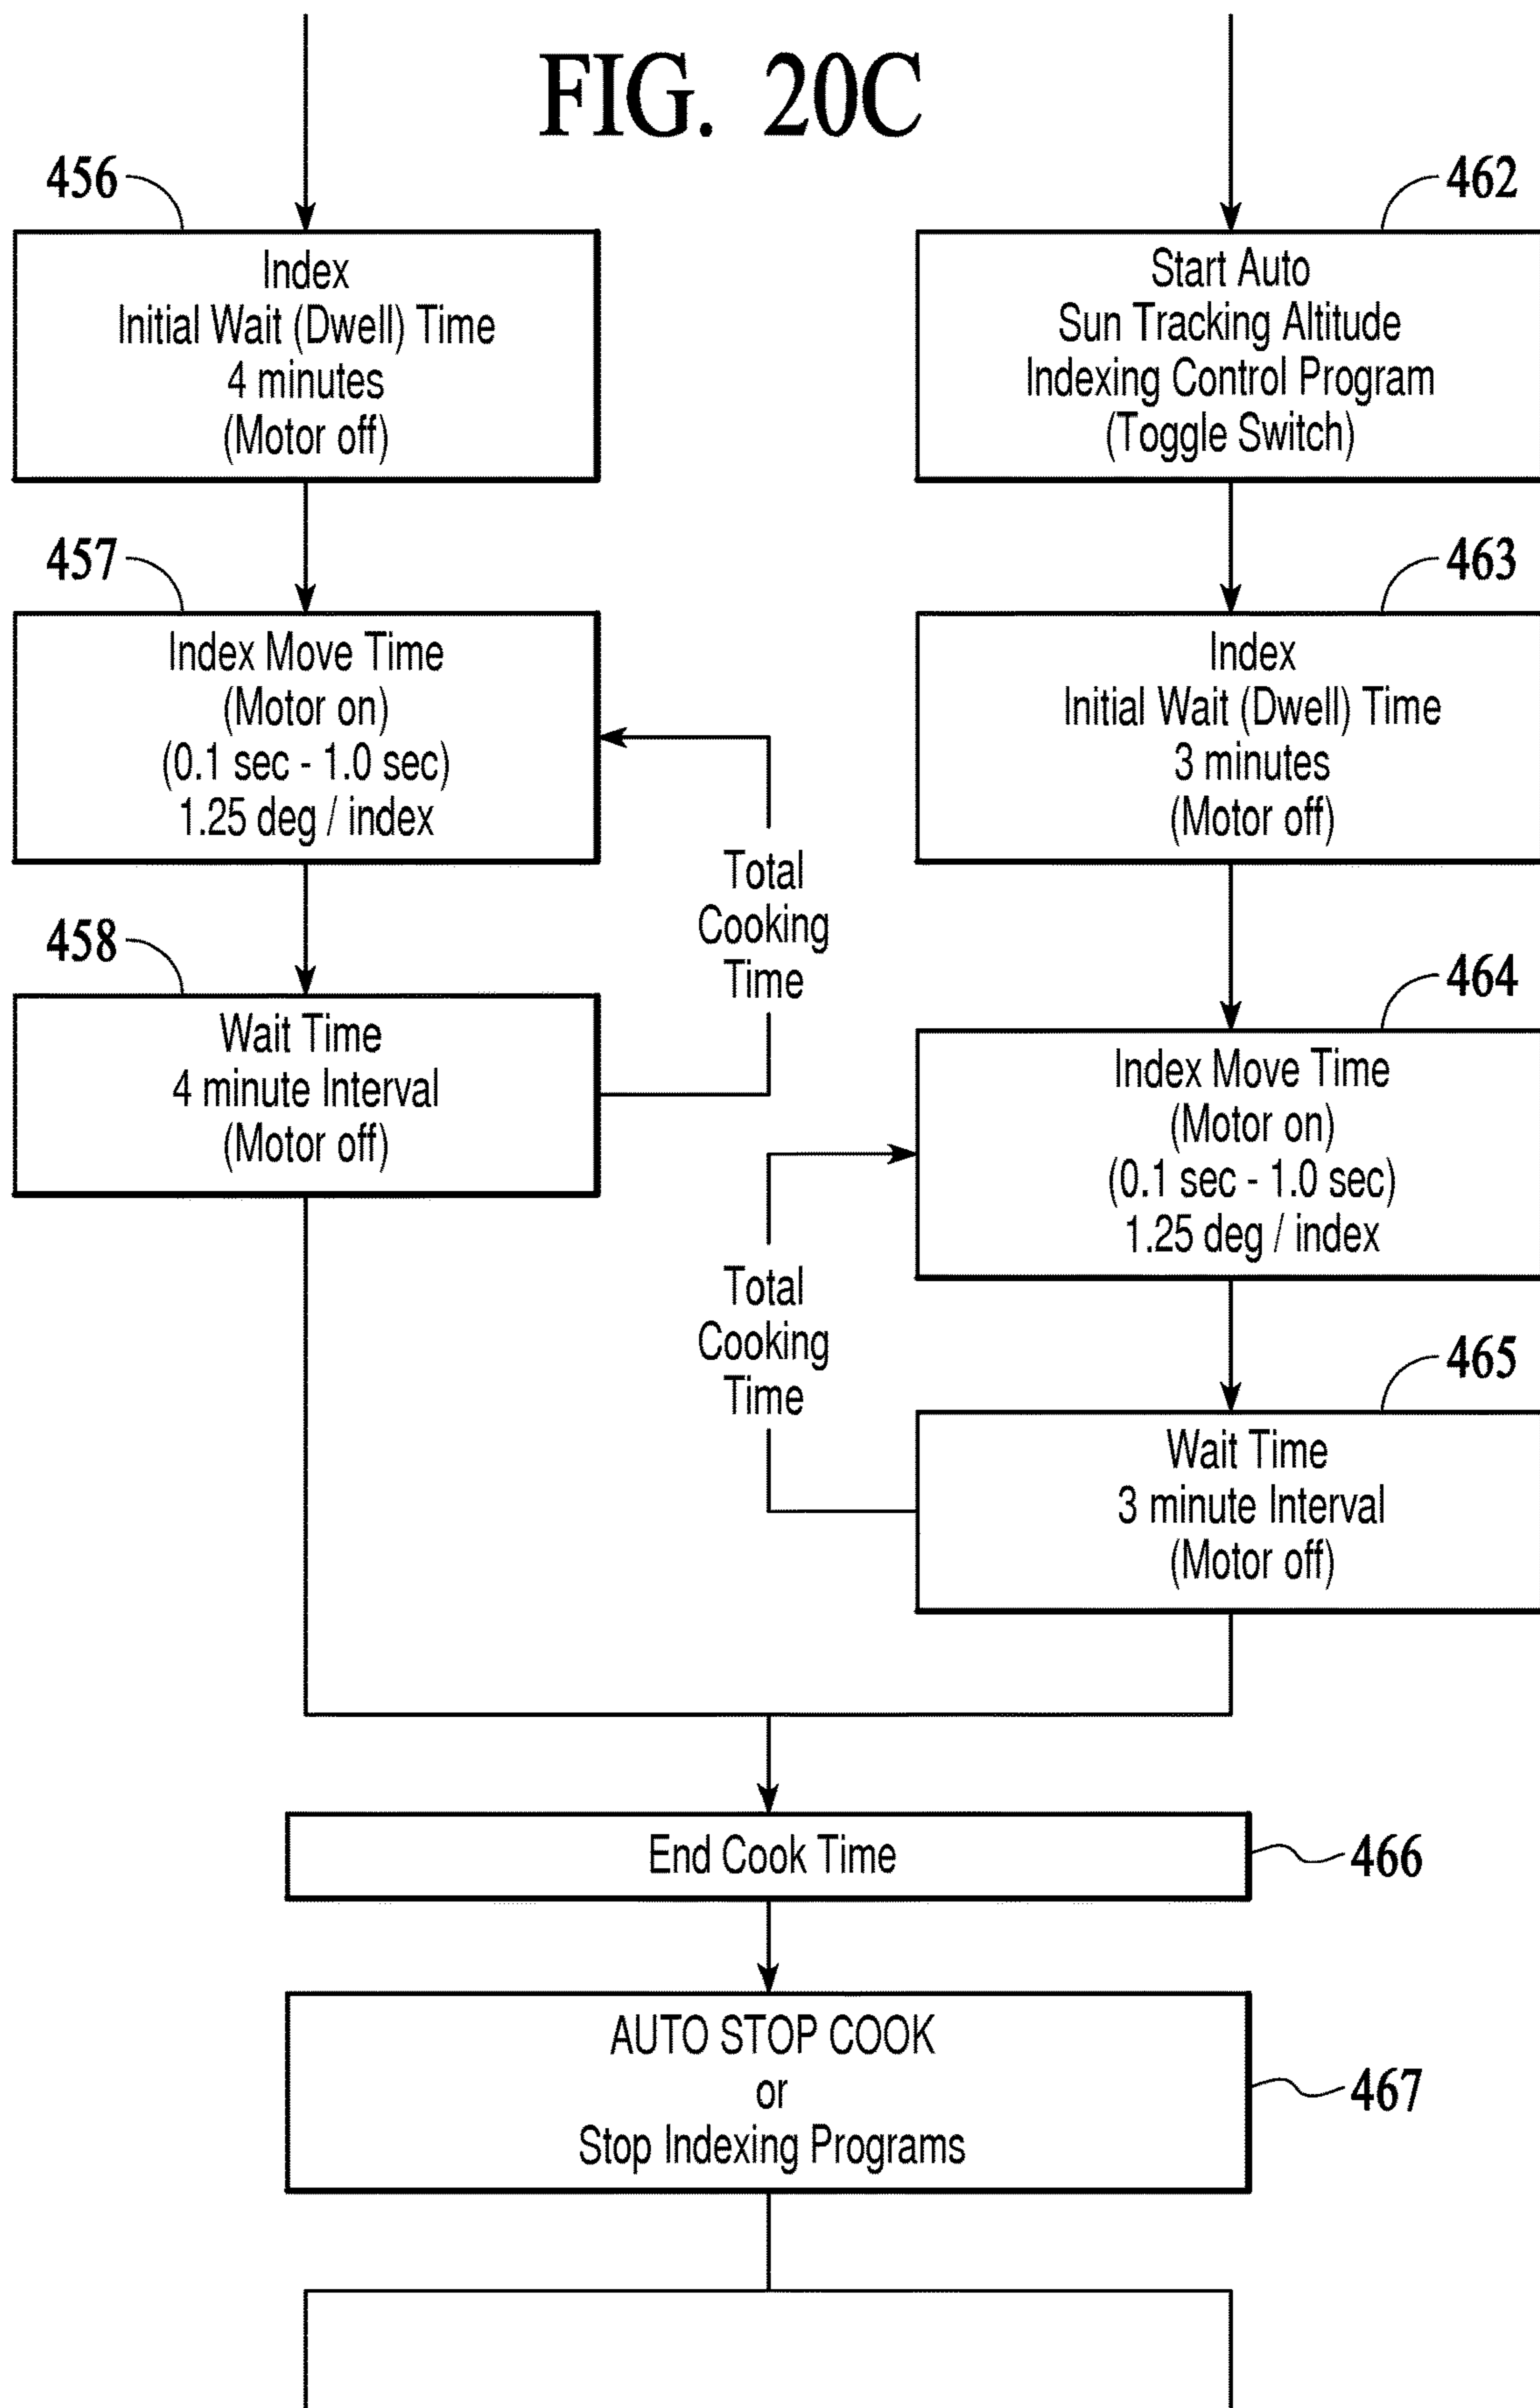 FIG. 20C
456
Index
Initial Wait (Dwell) Time
4 minutes
(Motor off)
457
Index Move Time
(Motor on)
(0.1 sec - 1.0 sec)
1.25 deg / index
458
Wait Time
4 minute Interval
(Motor off)
Total
Cooking
Time
462
Start Auto
Sun Tracking Altitude
Indexing Control Program
(Toggle Switch)
463
Index
Initial Wait (Dwell) Time
3 minutes
(Motor off)
464
Index Move Time
(Motor on)
(0.1 sec - 1.0 sec)
1.25 deg / index
Total
Cooking
Time
465
Wait Time
3 minute Interval
(Motor off)
End Cook Time
466
AUTO STOP COOK
or
Stop Indexing Programs
467